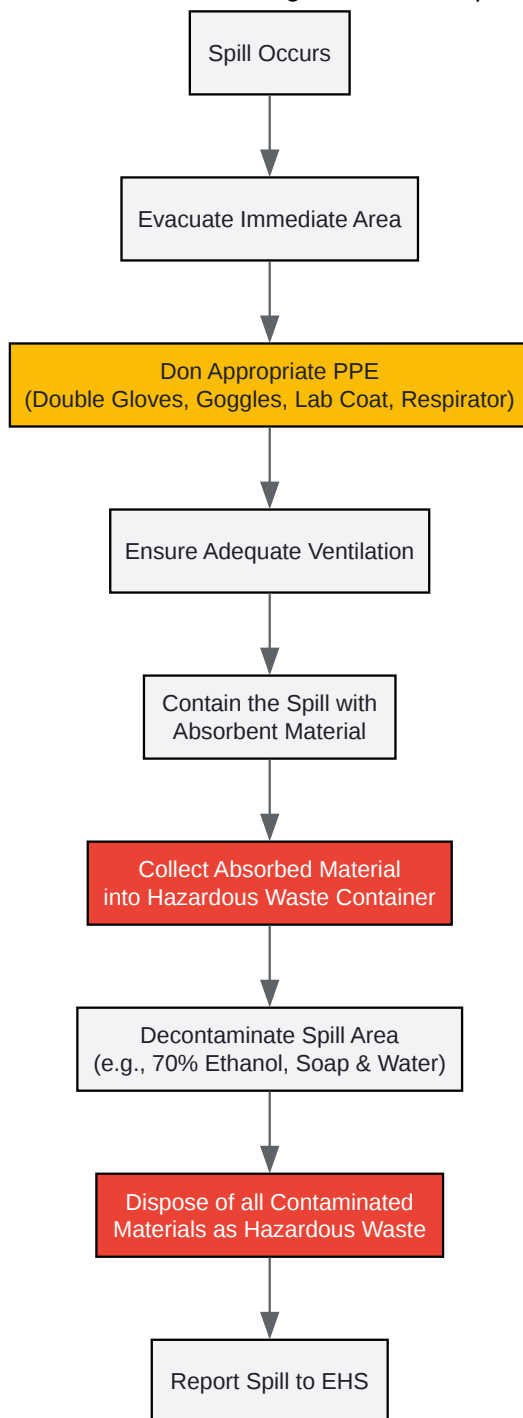 Spill Occurs
Evacuate Immediate Area
Don Appropriate PPE
(Double Gloves, Goggles, Lab Coat, Respirator)
Ensure Adequate Ventilation
Contain the Spill with
Absorbent Material
Collect Absorbed Material
into Hazardous Waste Container
Decontaminate Spill Area
(e.g., 70% Ethanol, Soap & Water)
Dispose of all Contaminated
Materials as Hazardous Waste
Report Spill to EHS